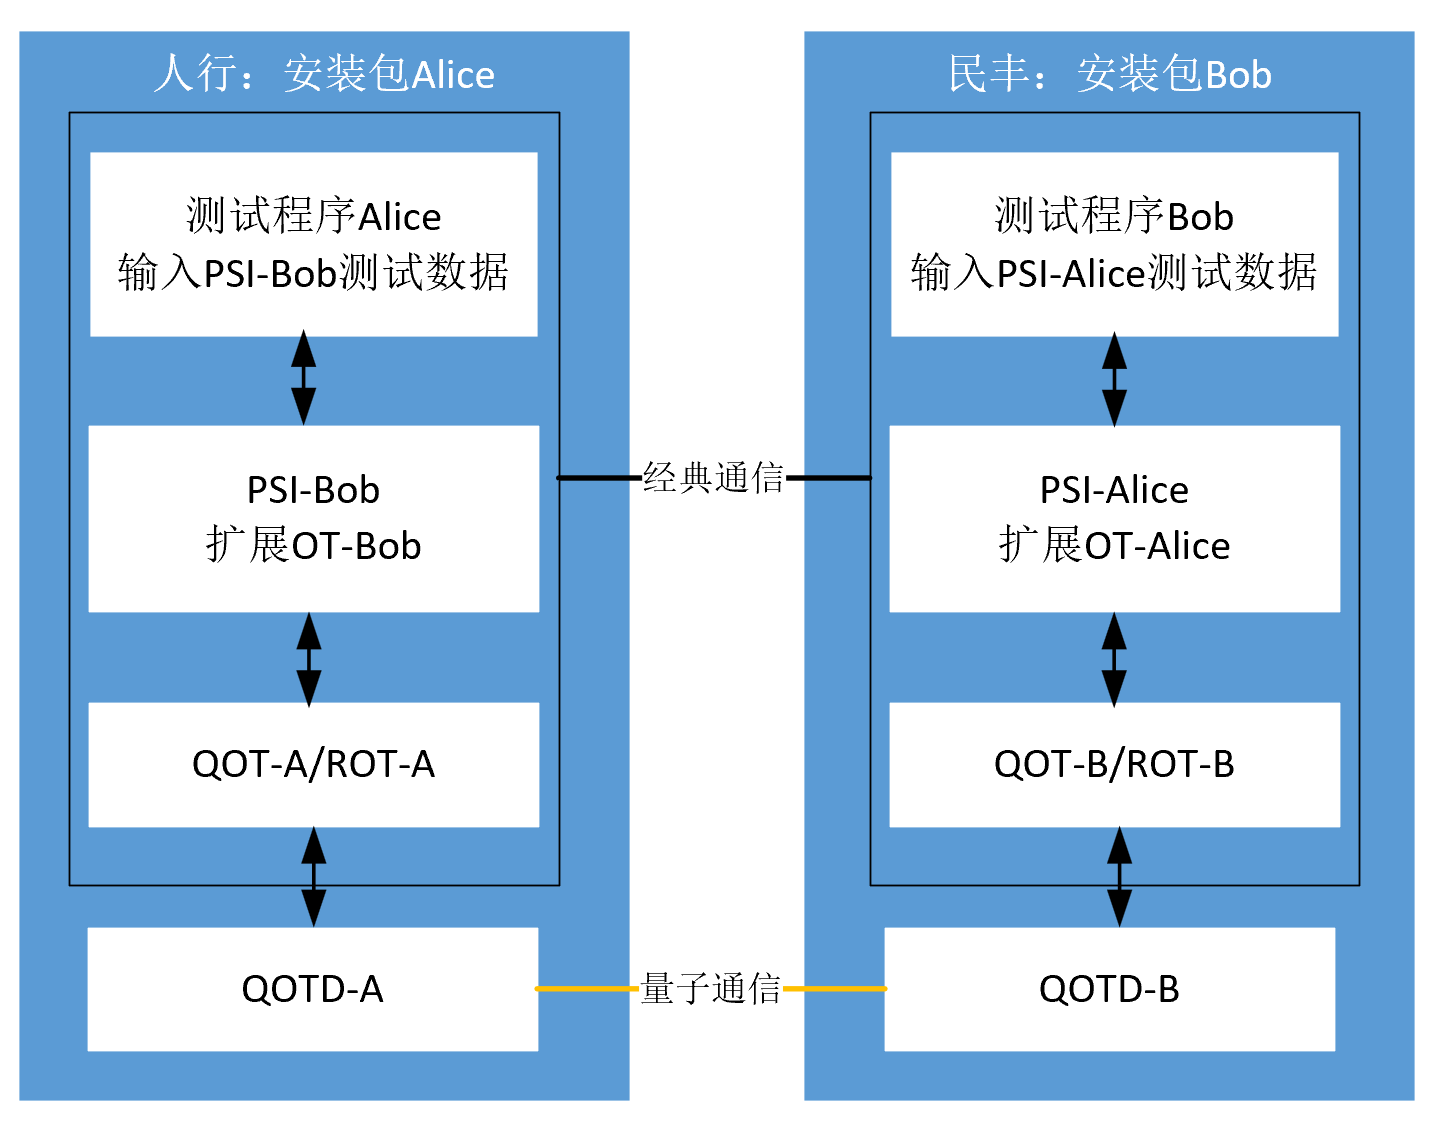 人行：安装包Alice
测试程序Alice
输入PSI-Bob测试数据
PSI-Bob
扩展OT-Bob
QOT-A/ROT-A
QOTD-A
经典通信
量子通信
民丰：安装包Bob
测试程序Bob
输入PSI-Alice测试数据
PSI-Alice
扩展OT-Alice
QOT-B/ROT-B
QOTD-B